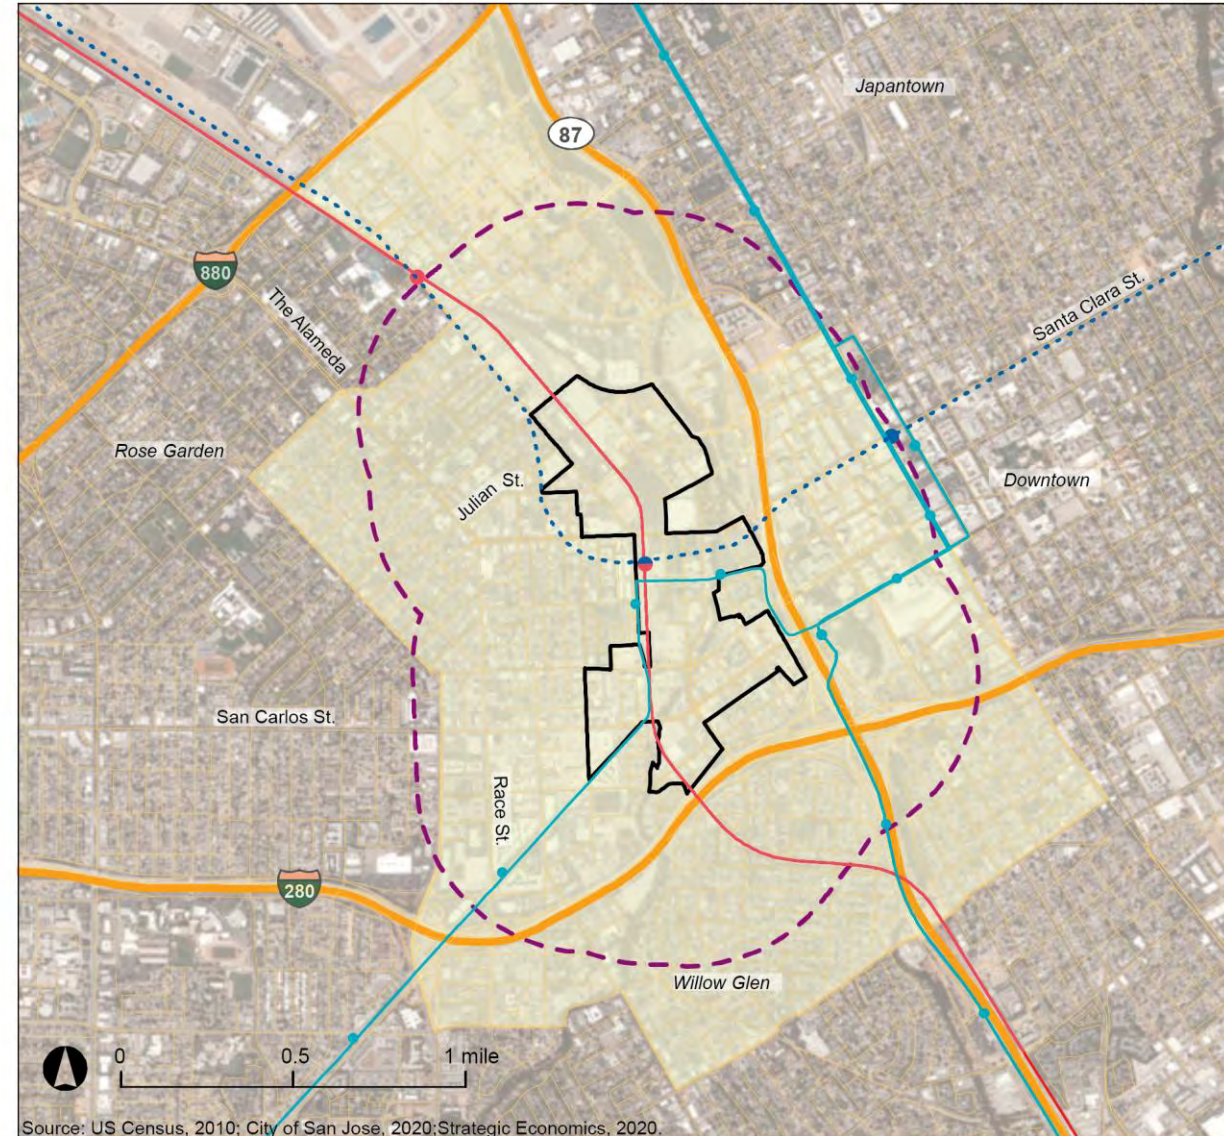 Japantown
87
880
The Alameda
Santa Clara St.
Rose Garden
Downtown
Julian St.
San Carlos St.
Race St.
280
Willow Glen
0 0.5 1 mile
Source: US Census, 2010; City of San Jose, 2020;Strategic Economics, 2020.